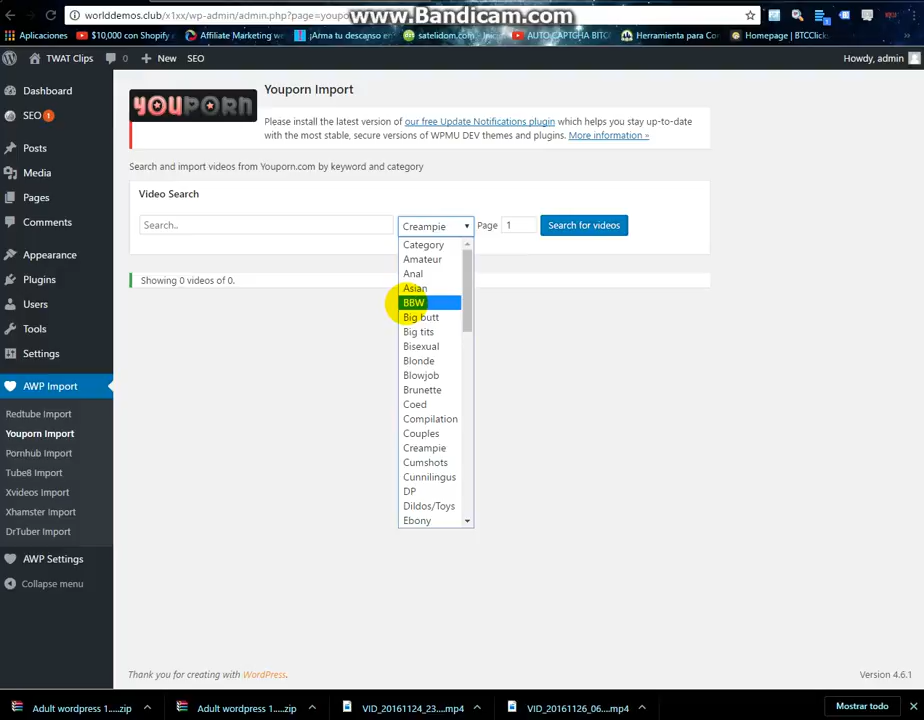 www.Bandicam.com
worlddemos.club/x1xx/wp-admin/admin.php?page=youpo
Aplicaciones
$10,000 con Shopify
Affiliate Marketing we
¡Arma tu descanso en
satelidom.com - Inic
AUTO CAPTCHA BITCO
Herramienta para Cor
Homepage | BTCClicks
TWAT Clips
0
New
SEO
Howdy, admin
Dashboard
SEO 1
Posts
Media
Pages
Comments
Appearance
Plugins
Users
Tools
Settings
AWP Import
Redtube Import
Youporn Import
Pornhub Import
Tube8 Import
Xvideos Import
Xhamster Import
DrTuber Import
AWP Settings
Collapse menu
YOUPORN
Youporn Import
Please install the latest version of our free Update Notifications plugin which helps you stay up-to-date
with the most stable, secure versions of WPMU DEV themes and plugins. More information »
Search and import videos from Youporn.com by keyword and category
Video Search
Search..
Creampie
Page
1
Search for videos
Showing 0 videos of 0.
Category
Amateur
Anal
Asian
BBW
Big butt
Big tits
Bisexual
Blonde
Blowjob
Brunette
Coed
Compilation
Couples
Creampie
Cumshots
Cunnilingus
DP
Dildos/Toys
Ebony
Thank you for creating with WordPress.
Version 4.6.1
Adult wordpress 1.....zip
Adult wordpress 1.....zip
VID_20161124_23....mp4
VID_20161126_06....mp4
Mostrar todo